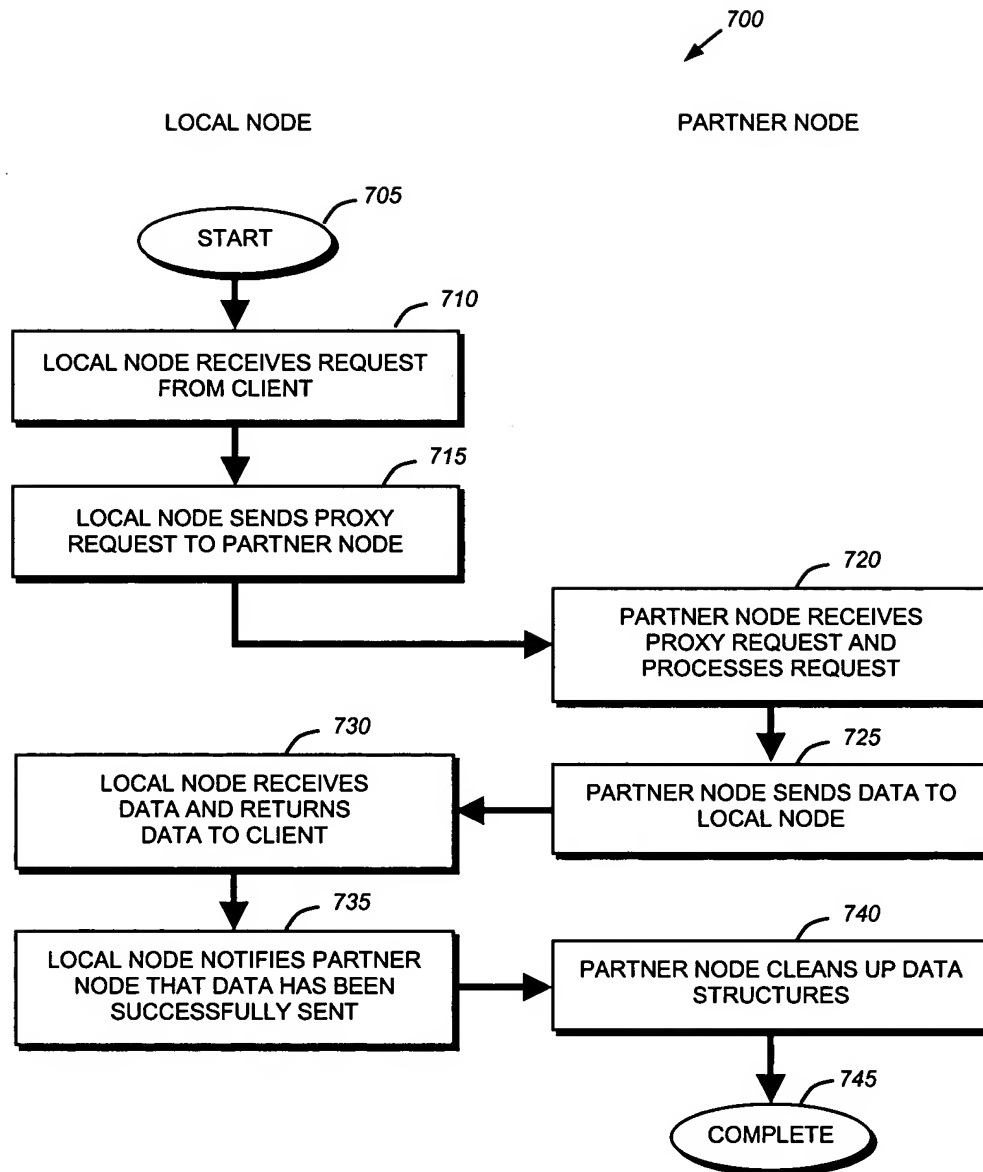 700
LOCAL NODE
PARTNER NODE
705
START
710
LOCAL NODE RECEIVES REQUEST
FROM CLIENT
715
LOCAL NODE SENDS PROXY
REQUEST TO PARTNER NODE
720
PARTNER NODE RECEIVES
PROXY REQUEST AND
PROCESSES REQUEST
725
PARTNER NODE SENDS DATA TO
LOCAL NODE
730
LOCAL NODE RECEIVES
DATA AND RETURNS
DATA TO CLIENT
735
LOCAL NODE NOTIFIES PARTNER
NODE THAT DATA HAS BEEN
SUCCESSFULLY SENT
740
PARTNER NODE CLEANS UP DATA
STRUCTURES
745
COMPLETE